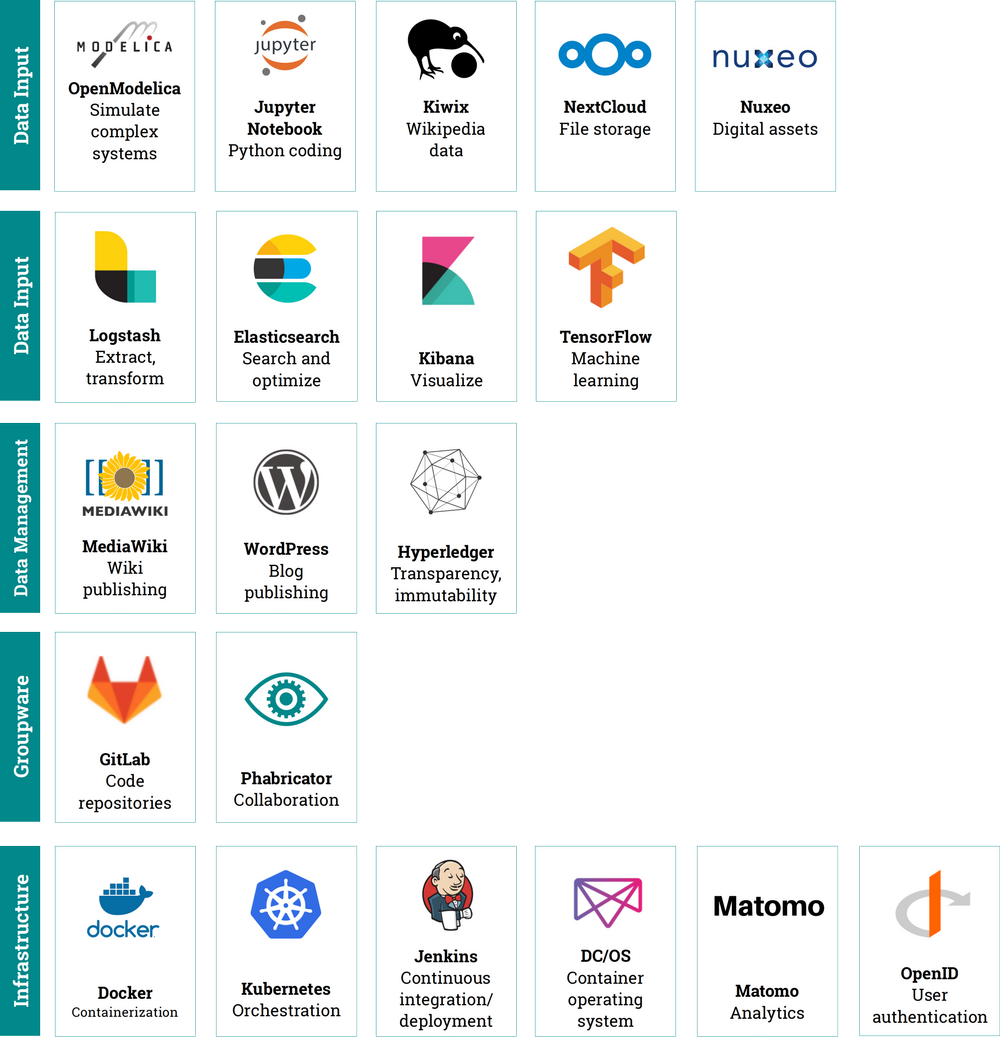 Data Input
MODELICA
OpenModelica
Simulate
complex
systems
jupyter
Jupyter
Notebook
Python coding
Kiwix
Wikipedia
data
NextCloud
File storage
nuxeo
Nuxeo
Digital assets
Data Input
Logstash
Extract,
transform
Elasticsearch
Search and
optimize
Kibana
Visualize
TensorFlow
Machine
learning
Data Management
MEDIAWIKI
MediaWiki
Wiki
publishing
W
WordPress
Blog
publishing
Hyperledger
Transparency,
immutability
Groupware
GitLab
Code
repositories
Phabricator
Collaboration
Infrastructure
docker
Docker
Containerization
Kubernetes
Orchestration
Jenkins
Continuous
integration/
deployment
DC/OS
Container
operating
system
Matomo
Matomo
Analytics
OpenID
User
authentication